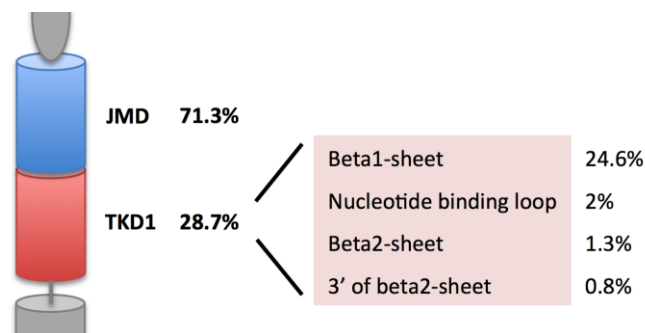 JMD 71.3%
TKD1 28.7%
Beta1-sheet 24.6%
Nucleotide binding loop 2%
Beta2-sheet 1.3%
3' of beta2-sheet 0.8%